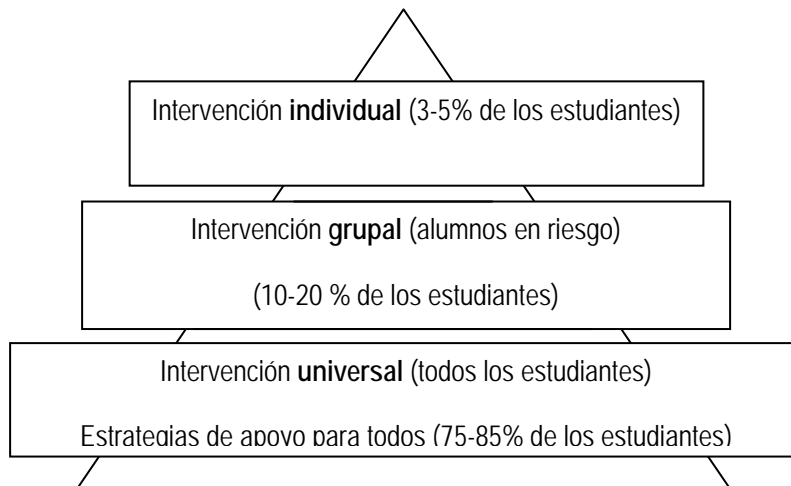 Intervención individual (3-5% de los estudiantes)
Intervención grupal (alumnos en riesgo)
(10-20 % de los estudiantes)
Intervención universal (todos los estudiantes)
Estrategias de apoyo para todos (75-85% de los estudiantes)